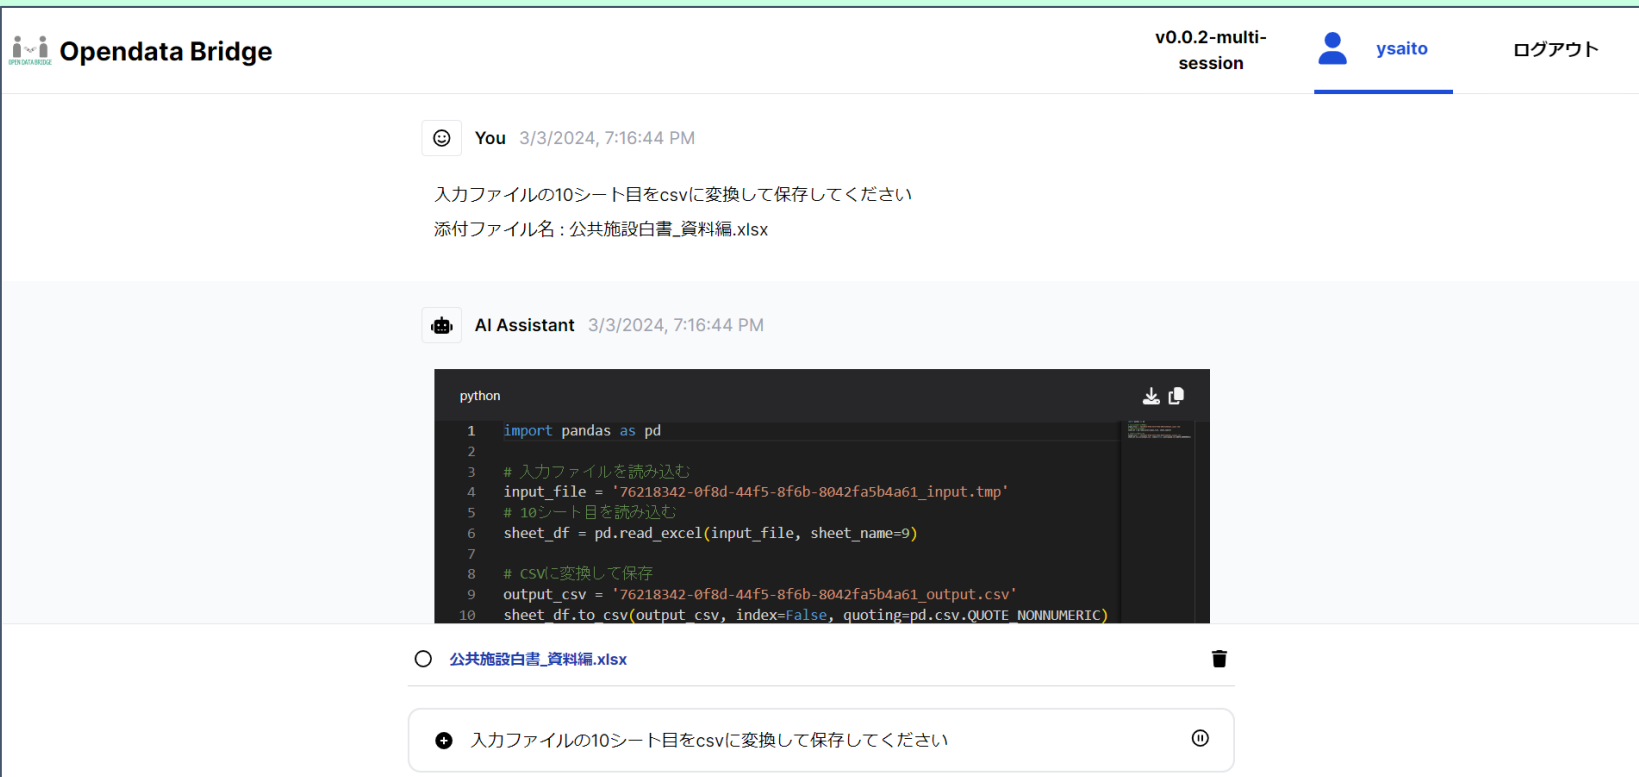 OPEN DATA BRIDGE
Opendata Bridge
v0.0.2-multi-
session
ysaito
ログアウト
You 3/3/2024, 7:16:44 PM
入力ファイルの10シート目をcsvに変換して保存してください
添付ファイル名 : 公共施設白書_資料編.xlsx
AI Assistant 3/3/2024, 7:16:44 PM
python
1 import pandas as pd
2
3 # 入力ファイルを読み込む
4 input_file = '76218342-0f8d-44f5-8f6b-8042fa5b4a61_input.tmp'
5 # 10シート目を読み込む
6 sheet_df = pd.read_excel(input_file, sheet_name=9)
7
8 # CSVに変換して保存
9 output_csv = '76218342-0f8d-44f5-8f6b-8042fa5b4a61_output.csv'
10 sheet_df.to_csv(output_csv, index=False, quoting=pd.csv.QUOTE_NONNUMERIC)
公共施設白書_資料編.xlsx
入力ファイルの10シート目をcsvに変換して保存してください